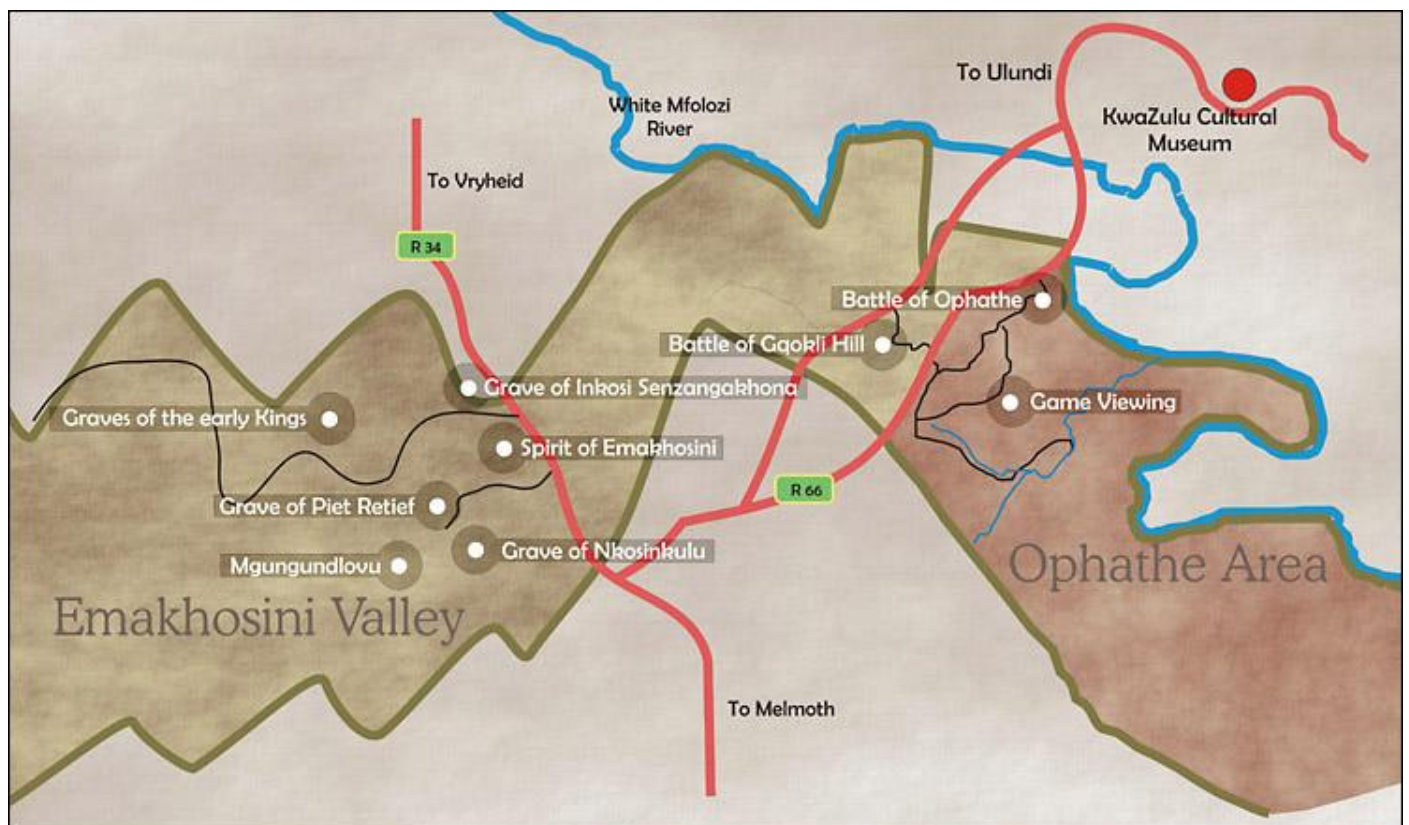 To Ulundi
White Mfolozi
River
KwaZulu Cultural
Museum
To Vryheid
R 34
Battle of Ophathe
Battle of Gqokli Hill
Grave of Inkosi Senzangakhona
Graves of the early Kings
Game Viewing
Spirit of Emakhosini
R 66
Grave of Piet Retief
Grave of Nkosinkulu
Mgungundlovu
Ophathe Area
Emakhosini Valley
To Melmoth